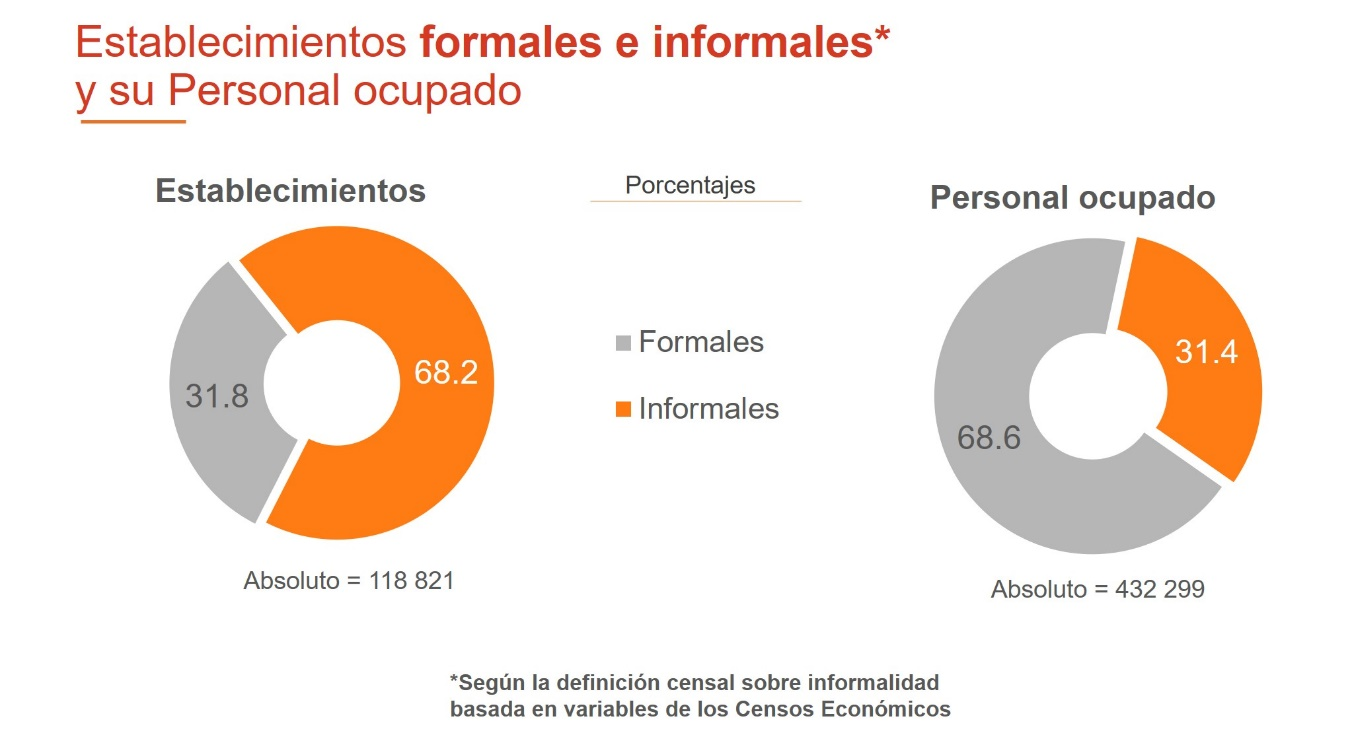 Establecimientos formales e informales*
y su Personal ocupado
Establecimientos
Porcentajes
Personal ocupado
31.8
68.2
Formales
Informales
31.4
68.6
Absoluto = 118 821
Absoluto = 432 299
*Según la definición censal sobre informalidad
basada en variables de los Censos Económicos